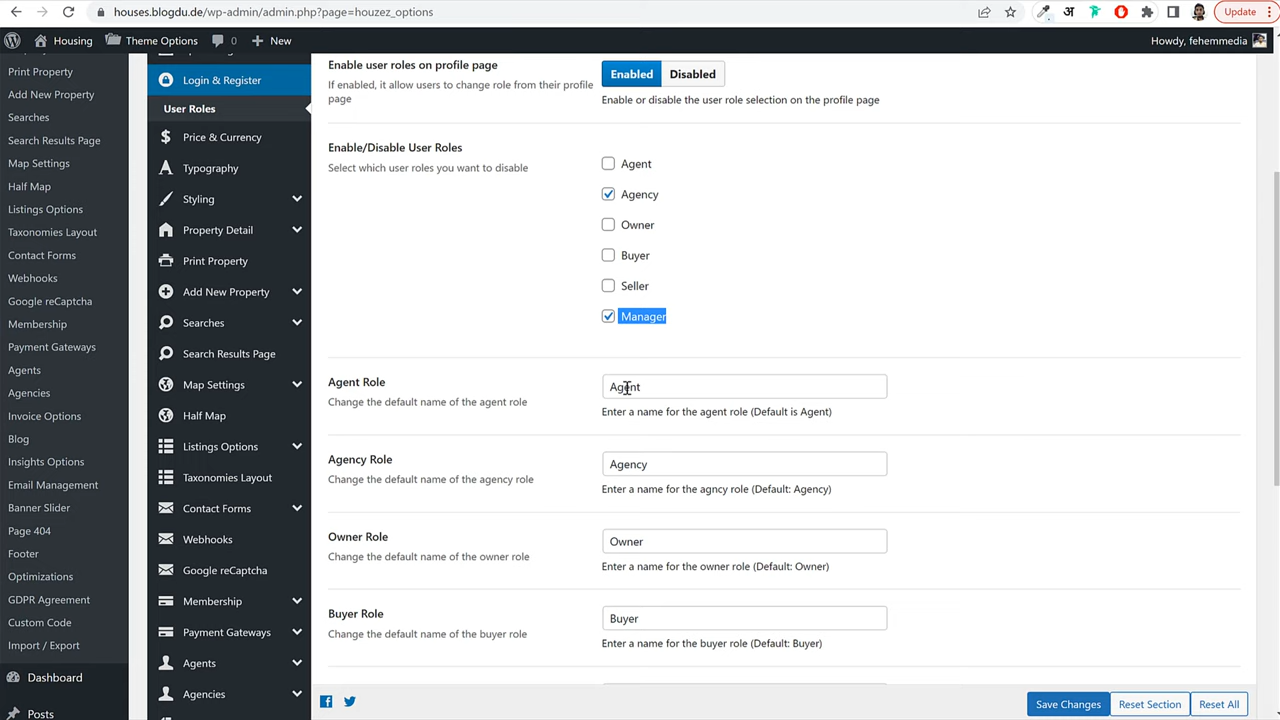 houses.blogdu.de/wp-admin/admin.php?page=houzez_options
अ
Update
Housing
Theme Options
0
New
Howdy, fehemmedia
Print Property
Add New Property
Searches
Search Results Page
Map Settings
Half Map
Listings Options
Taxonomies Layout
Contact Forms
Webhooks
Google reCaptcha
Membership
Payment Gateways
Agents
Agencies
Invoice Options
Blog
Insights Options
Email Management
Banner Slider
Page 404
Footer
Optimizations
GDPR Agreement
Custom Code
Import / Export
Dashboard
Posts
Login & Register
User Roles
Price & Currency
Typography
Styling
Property Detail
Print Property
Add New Property
Searches
Search Results Page
Map Settings
Half Map
Listings Options
Taxonomies Layout
Contact Forms
Webhooks
Google reCaptcha
Membership
Payment Gateways
Agents
Agencies
Enable user roles on profile page
If enabled, it allow users to change role from their profile
page
Enabled
Disabled
Enable or disable the user role selection on the profile page
Enable/Disable User Roles
Select which user roles you want to disable
Agent
Agency
Owner
Buyer
Seller
Manager
Agent Role
Change the default name of the agent role
Agent
Enter a name for the agent role (Default is Agent)
Agency Role
Change the default name of the agency role
Agency
Enter a name for the agncy role (Default: Agency)
Owner Role
Change the default name of the owner role
Owner
Enter a name for the owner role (Default: Owner)
Buyer Role
Change the default name of the buyer role
Buyer
Enter a name for the buyer role (Default: Buyer)
Save Changes
Reset Section
Reset All